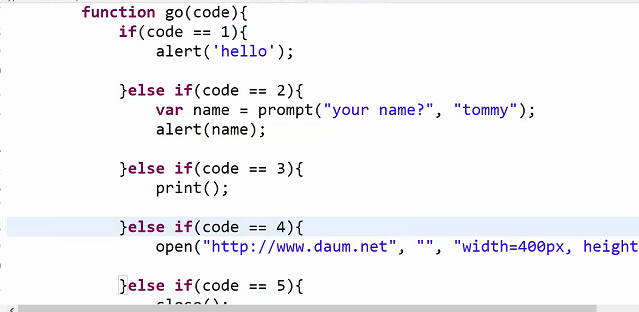 function go(code){
if(code == 1){
alert('hello');
}else if(code == 2){
var name = prompt("your name?", "tommy");
alert(name);
}else if(code == 3){
print();
}else if(code == 4){
open("http://www.daum.net", "", "width=400px, height
}else if(code == 5){
close();